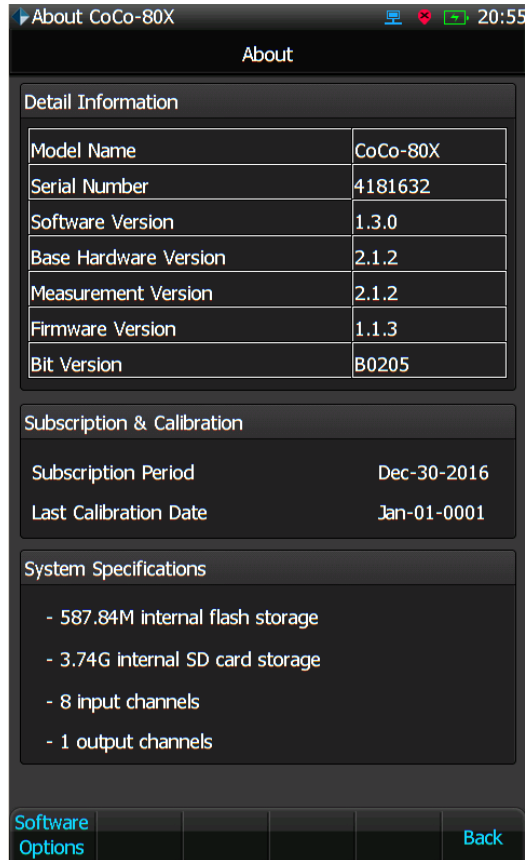 About CoCo-80X 20:55
About
Detail Information
Model Name CoCo-80X
Serial Number 4181632
Software Version 1.3.0
Base Hardware Version 2.1.2
Measurement Version 2.1.2
Firmware Version 1.1.3
Bit Version B0205
Subscription & Calibration
Subscription Period Dec-30-2016
Last Calibration Date Jan-01-0001
System Specifications
- 587.84M internal flash storage
- 3.74G internal SD card storage
- 8 input channels
- 1 output channels
Software
Options Back